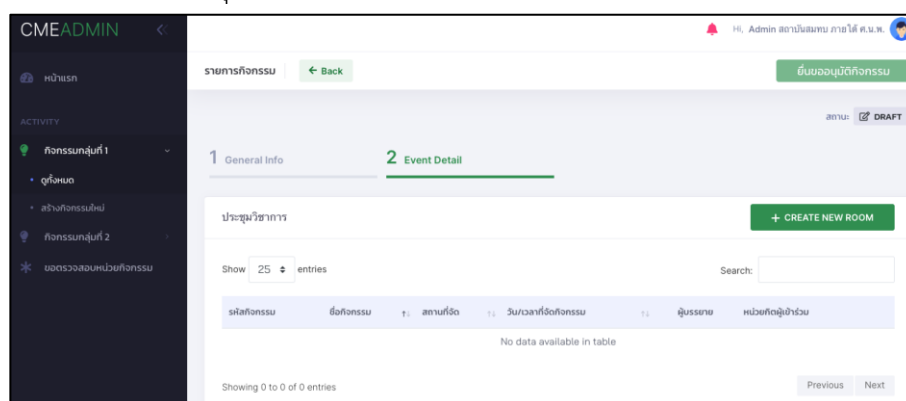 CMEADMIN
Hi, Admin สถาบันสมทบ ภายใต้ ศ.น.พ.
หน้าแรก
รายการกิจกรรม
← Back
ยื่นขออนุมัติกิจกรรม
ACTIVITY
สถานะ DRAFT
กิจกรรมกลุ่มที่ 1
1 General Info
2 Event Detail
ดูทั้งหมด
สร้างกิจกรรมใหม่
ประชุมวิชาการ
+ CREATE NEW ROOM
กิจกรรมกลุ่มที่ 2
ขอตรวจสอบหน่วยกิจกรรม
Show 25 entries
Search:
รหัสกิจกรรม ชื่อกิจกรรม สถานที่จัด วัน/เวลาที่จัดกิจกรรม ผู้บรรยาย หน่วยกิตผู้เข้าร่วม
No data available in table
Showing 0 to 0 of 0 entries
Previous Next